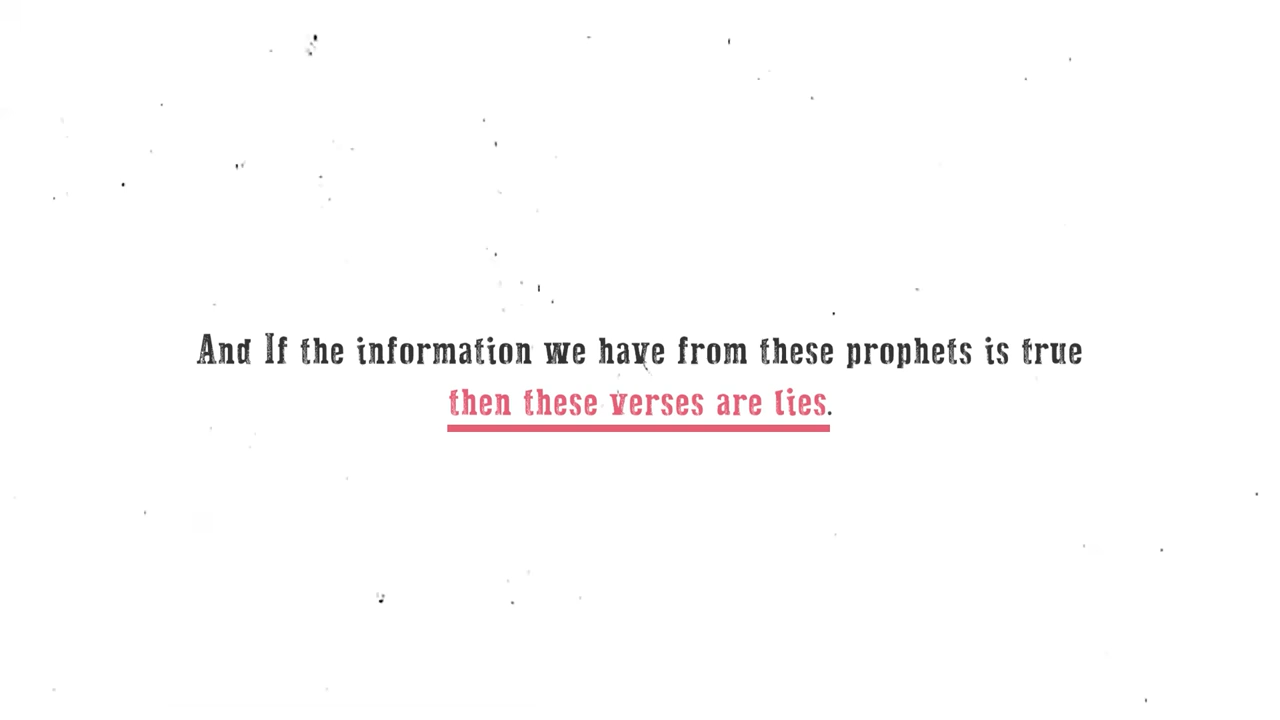 And If the information we have from these prophets is true
then these verses are lies.